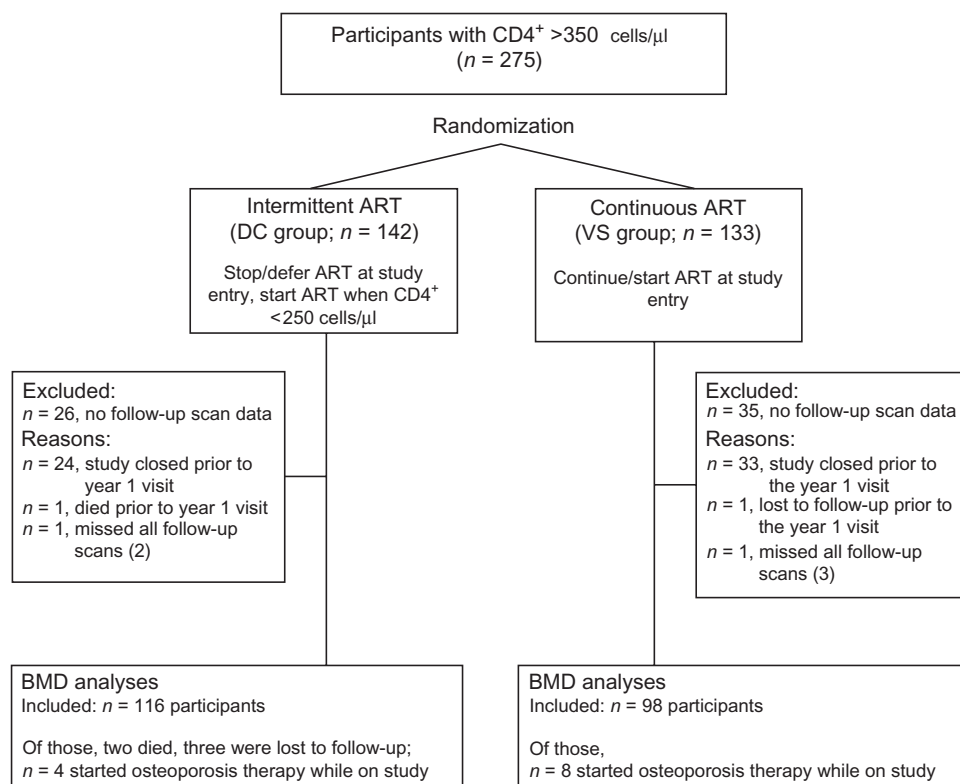 Participants with CD4+ >350 cells/µl
(n = 275)
Randomization
Intermittent ART
(DC group; n = 142)
Stop/defer ART at study
entry, start ART when CD4+
<250 cells/µl
Continuous ART
(VS group; n = 133)
Continue/start ART at study
entry
Excluded:
n = 26, no follow-up scan data
Reasons:
n = 24, study closed prior to
year 1 visit
n = 1, died prior to year 1 visit
n = 1, missed all follow-up
scans (2)
Excluded:
n = 35, no follow-up scan data
Reasons:
n = 33, study closed prior to
the year 1 visit
n = 1, lost to follow-up prior to
the year 1 visit
n = 1, missed all follow-up
scans (3)
BMD analyses
Included: n = 116 participants
Of those, two died, three were lost to follow-up;
n = 4 started osteoporosis therapy while on study
BMD analyses
Included: n = 98 participants
Of those,
n = 8 started osteoporosis therapy while on study